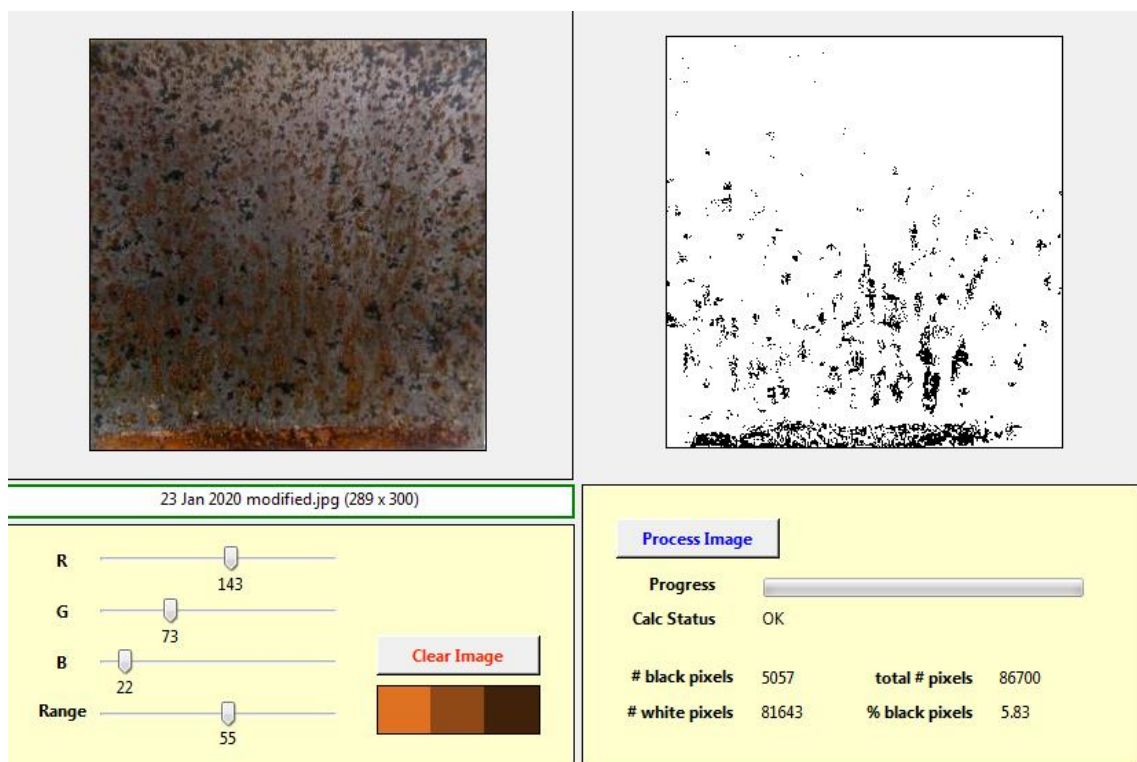 23 Jan 2020 modified.jpg (289 x 300)
R
143
G
73
B
22
Range
55
Clear Image
Process Image
Progress
Calc Status OK
# black pixels 5057 total # pixels 86700
# white pixels 81643 % black pixels 5.83